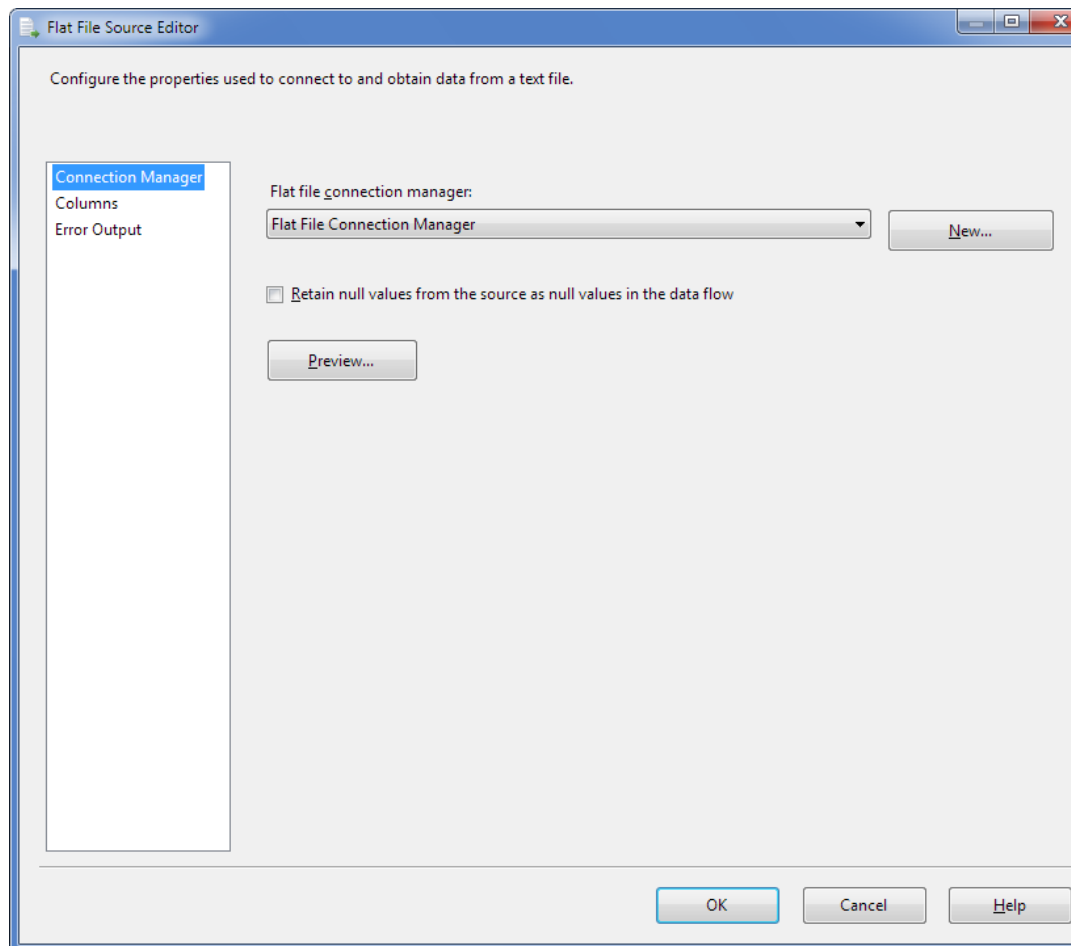 Flat File Source Editor
Configure the properties used to connect to and obtain data from a text file.
Connection Manager
Columns
Error Output
Flat file connection manager:
Flat File Connection Manager
New...
Retain null values from the source as null values in the data flow
Preview...
OK
Cancel
Help